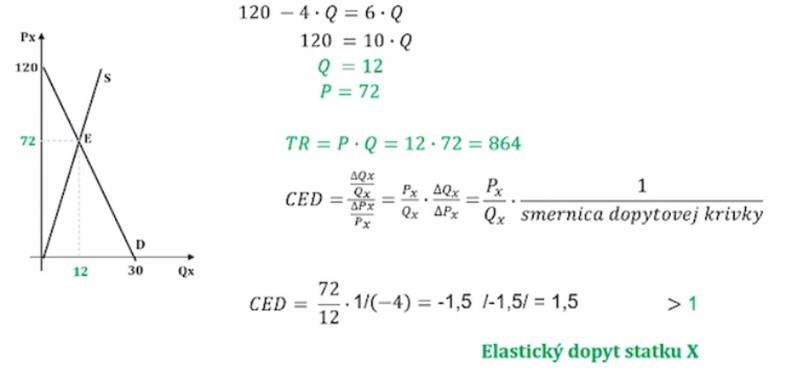 120 − 4 · Q = 6 · Q
120 = 10 · Q
Q = 12
P = 72
Px
120
S
72
E
D
12
30
Qx
TR = P · Q = 12 · 72 = 864
CED = ((ΔQx/Qx)/(ΔPx/Px)) = Px/Qx · ΔQx/ΔPx = Px/Qx · 1/smernica dopytovej krivky
CED = 72/12 · 1/(−4) = -1,5 /-1,5/ = 1,5 > 1
Elastický dopyt statku X